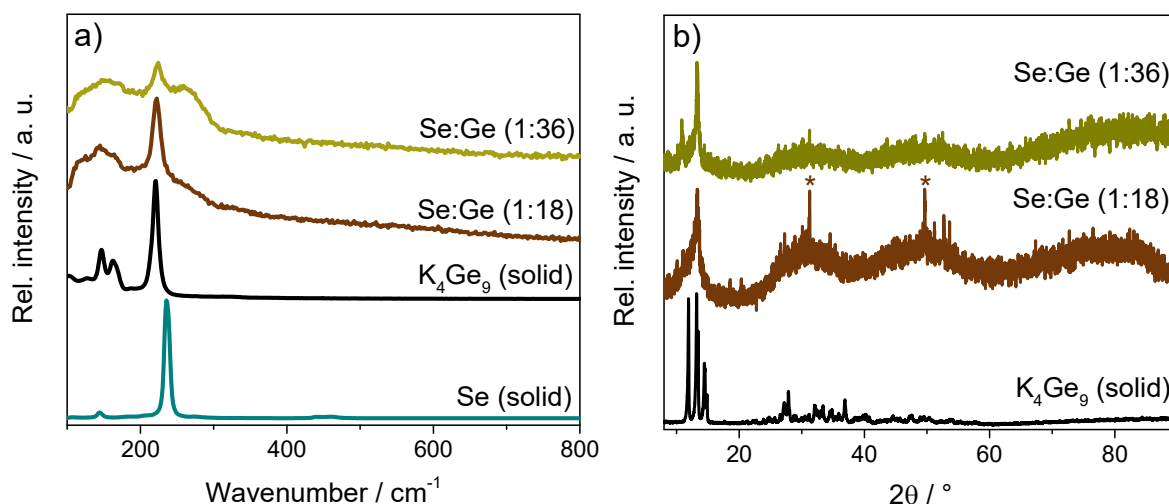 a)
Rel. intensity / a. u.
Se:Ge (1:36)
Se:Ge (1:18)
K₄Ge₉ (solid)
Se (solid)
200 400 600 800
Wavenumber / cm⁻¹
b)
Rel. intensity / a. u.
Se:Ge (1:36)
* *
Se:Ge (1:18)
K₄Ge₉ (solid)
20 40 60 80
2θ / °